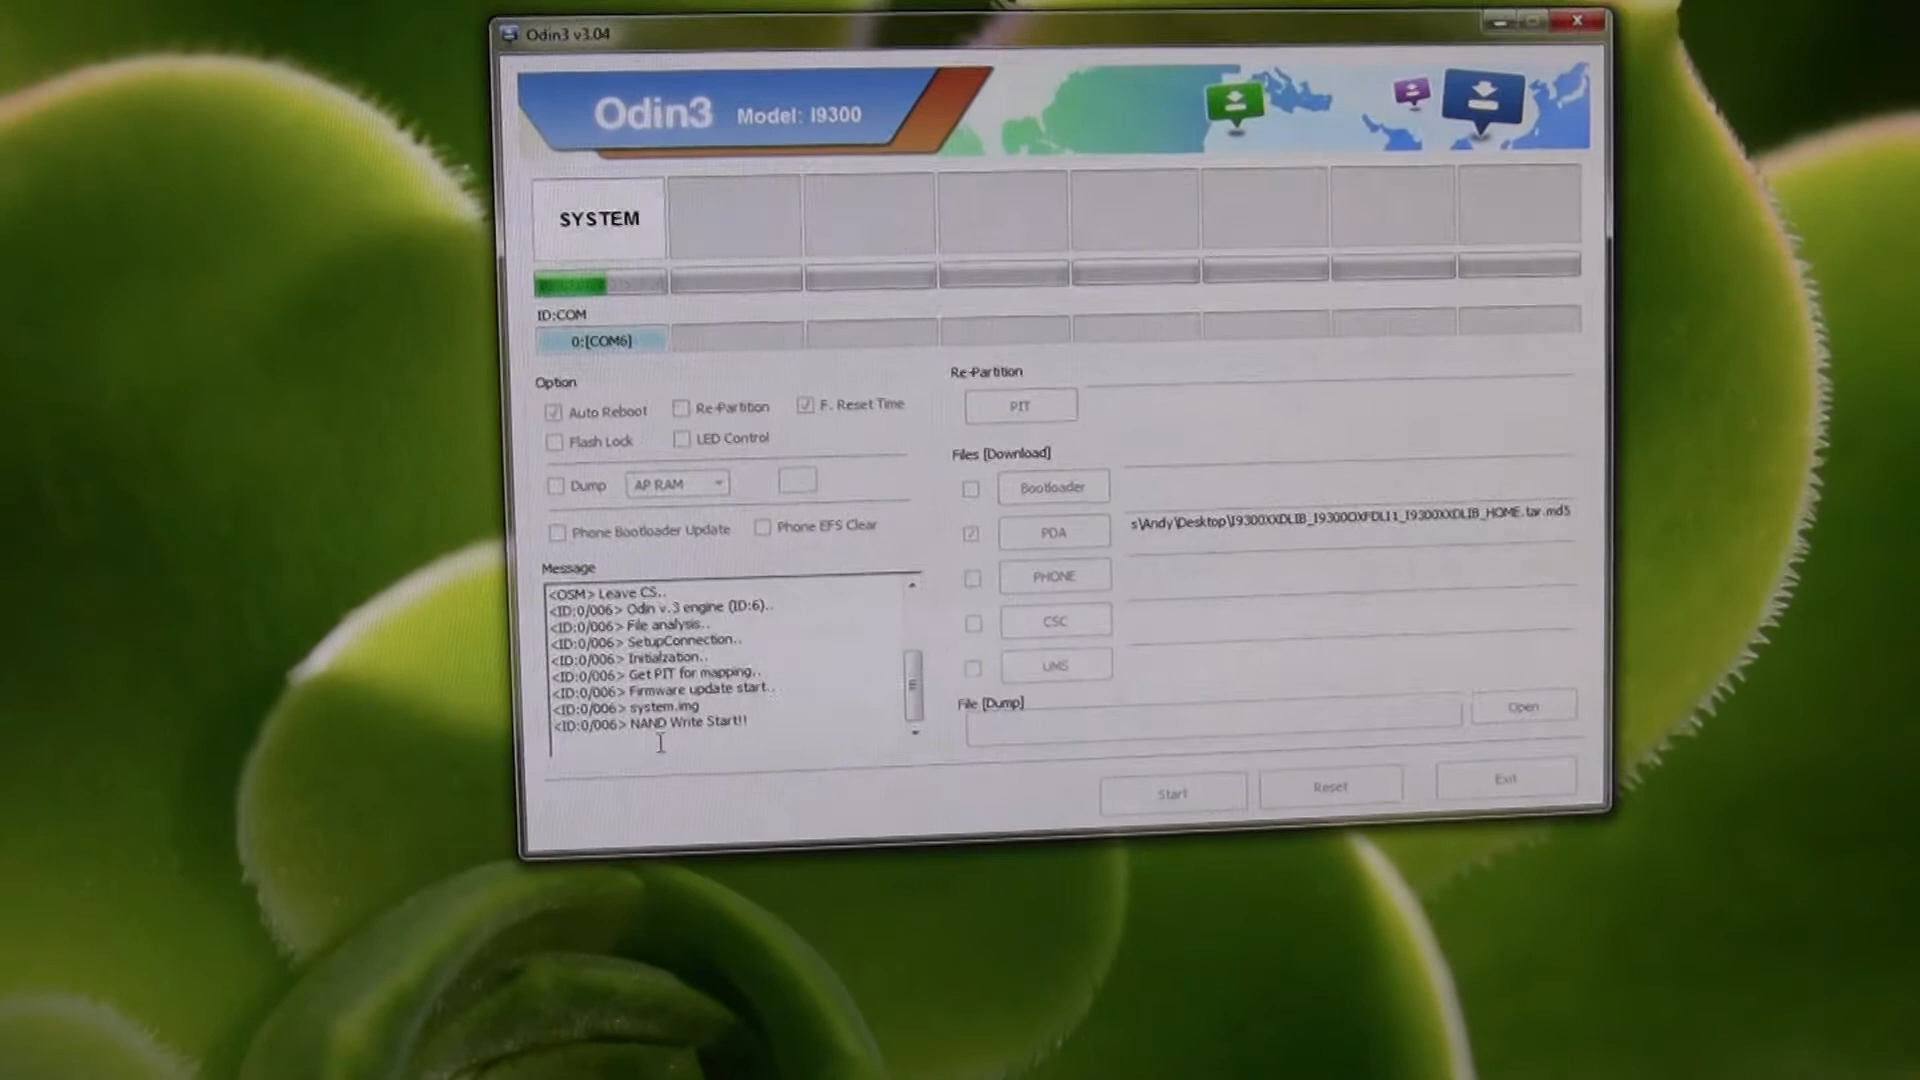 Odin3 v3.04
Odin3 Model: I9300
SYSTEM
ID:COM
0:[COM6]
Option
Auto Reboot Re-Partition F. Reset Time
Flash Lock LED Control
Dump AP RAM
Phone Bootloader Update Phone EFS Clear
Message
<OSM> Leave CS..
<ID:0/006> Odin v.3 engine (ID:6)..
<ID:0/006> File analysis..
<ID:0/006> SetupConnection..
<ID:0/006> Initialzation..
<ID:0/006> Get PIT for mapping..
<ID:0/006> Firmware update start..
<ID:0/006> system.img
<ID:0/006> NAND Write Start!!
Re-Partition
PIT
Files [Download]
Bootloader
PDA s\Andy\Desktop\I9300XXDLIB_I9300OXFDLI1_I9300XXDLIB_HOME.tar.md5
PHONE
CSC
UMS
File [Dump]
Open
Start Reset Exit